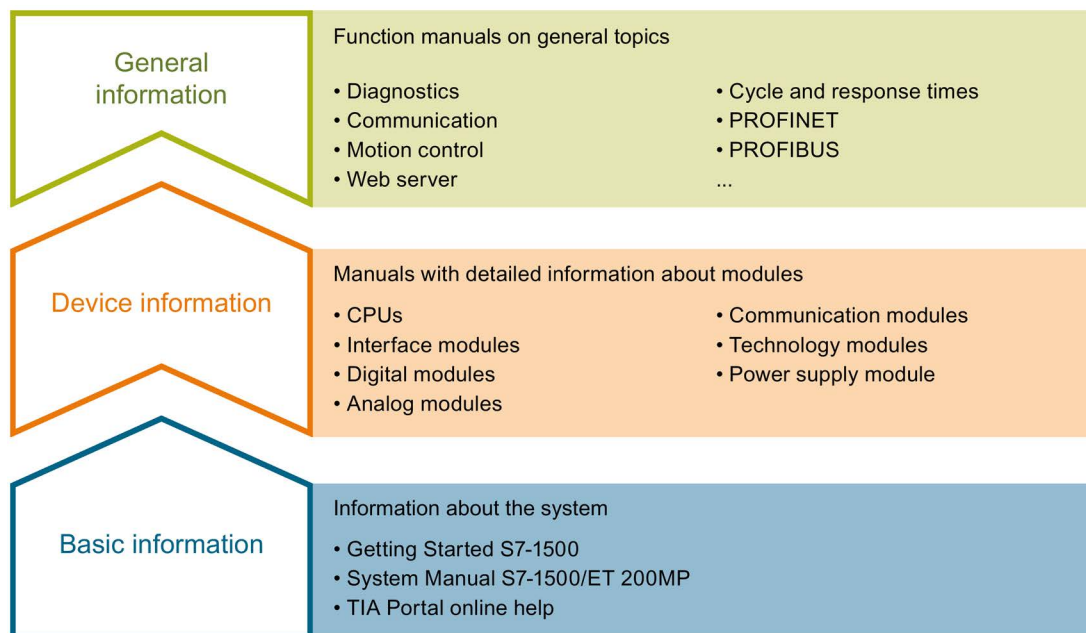 General
information
Function manuals on general topics
• Diagnostics
• Communication
• Motion control
• Web server
• Cycle and response times
• PROFINET
• PROFIBUS
...
Device information
Manuals with detailed information about modules
• CPUs
• Interface modules
• Digital modules
• Analog modules
• Communication modules
• Technology modules
• Power supply module
Basic information
Information about the system
• Getting Started S7-1500
• System Manual S7-1500/ET 200MP
• TIA Portal online help